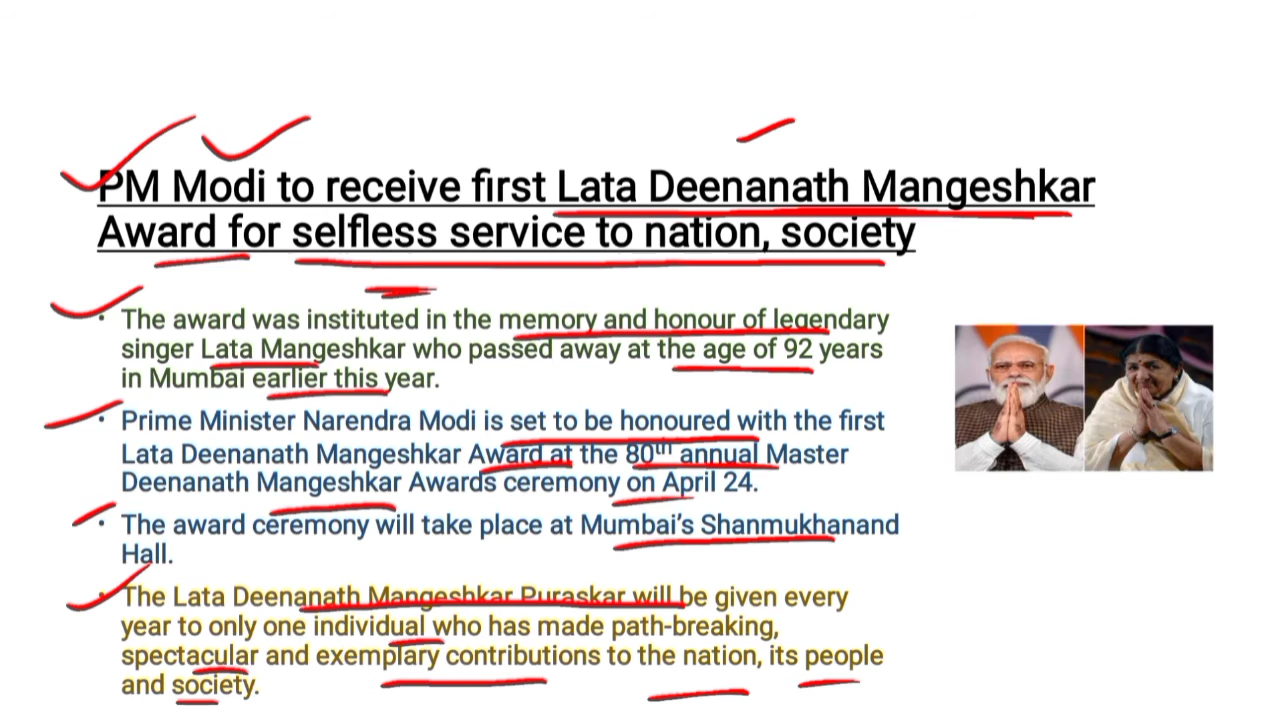 PM Modi to receive first Lata Deenanath Mangeshkar
Award for selfless service to nation, society
• The award was instituted in the memory and honour of legendary
singer Lata Mangeshkar who passed away at the age of 92 years
in Mumbai earlier this year.
• Prime Minister Narendra Modi is set to be honoured with the first
Lata Deenanath Mangeshkar Award at the 80th annual Master
Deenanath Mangeshkar Awards ceremony on April 24.
• The award ceremony will take place at Mumbai's Shanmukhanand
Hall.
• The Lata Deenanath Mangeshkar Puraskar will be given every
year to only one individual who has made path-breaking,
spectacular and exemplary contributions to the nation, its people
and society.